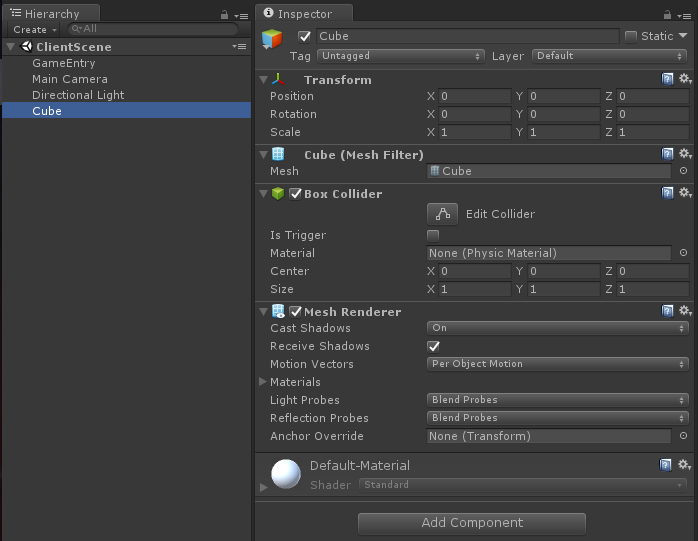 Hierarchy
Create All
ClientScene
GameEntry
Main Camera
Directional Light
Cube
Inspector
Cube Static
Tag Untagged Layer Default
Transform
Position X 0 Y 0 Z 0
Rotation X 0 Y 0 Z 0
Scale X 1 Y 1 Z 1
Cube (Mesh Filter)
Mesh Cube
Box Collider
Edit Collider
Is Trigger
Material None (Physic Material)
Center X 0 Y 0 Z 0
Size X 1 Y 1 Z 1
Mesh Renderer
Cast Shadows On
Receive Shadows
Motion Vectors Per Object Motion
Materials
Light Probes Blend Probes
Reflection Probes Blend Probes
Anchor Override None (Transform)
Default-Material
Shader Standard
Add Component